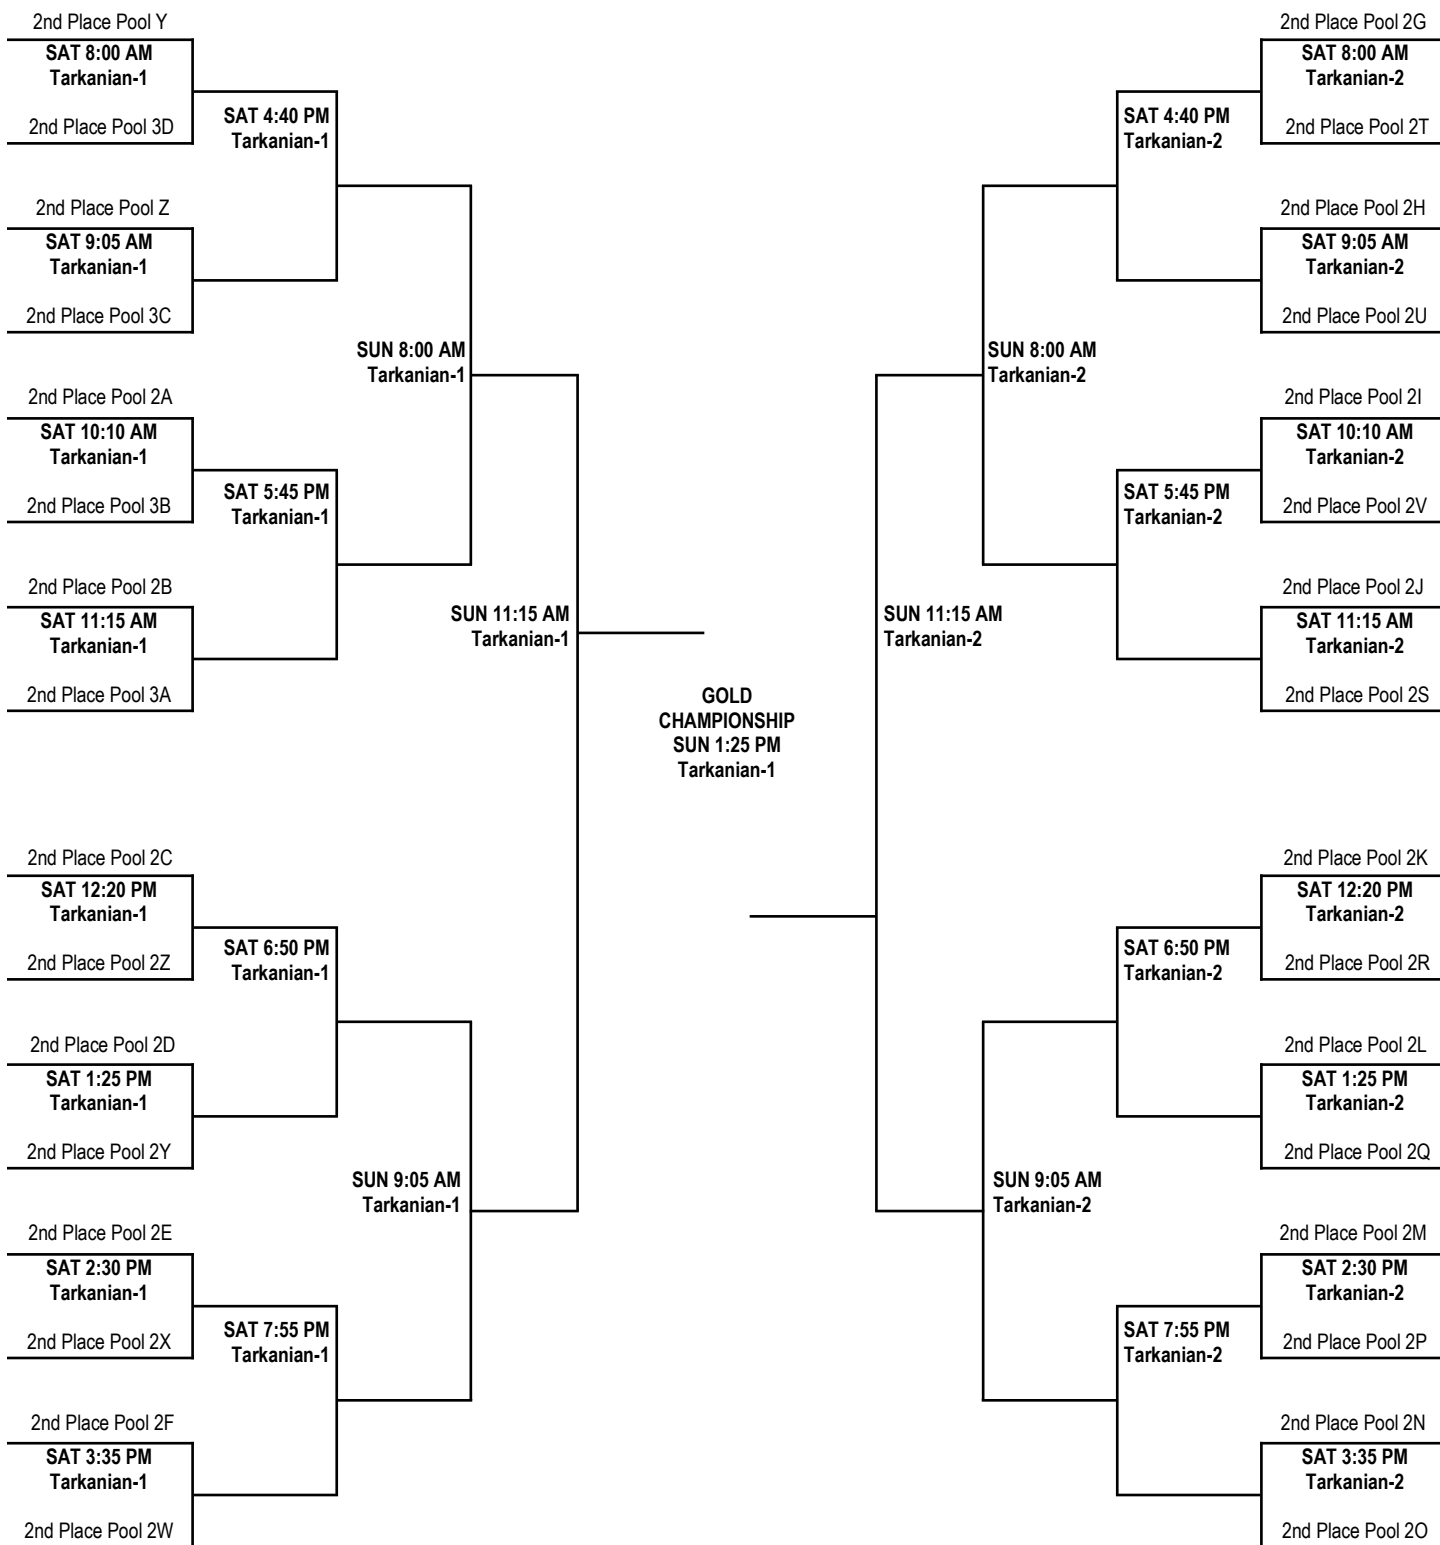 2nd Place Pool Y
SAT 8:00 AM
Tarkanian-1
2nd Place Pool 3D
SAT 4:40 PM
Tarkanian-1
2nd Place Pool Z
SAT 9:05 AM
Tarkanian-1
2nd Place Pool 3C
SUN 8:00 AM
Tarkanian-1
2nd Place Pool 2A
SAT 10:10 AM
Tarkanian-1
2nd Place Pool 3B
SAT 5:45 PM
Tarkanian-1
2nd Place Pool 2B
SAT 11:15 AM
Tarkanian-1
2nd Place Pool 3A
SUN 11:15 AM
Tarkanian-1
2nd Place Pool 2C
SAT 12:20 PM
Tarkanian-1
2nd Place Pool 2Z
SAT 6:50 PM
Tarkanian-1
2nd Place Pool 2D
SAT 1:25 PM
Tarkanian-1
2nd Place Pool 2Y
SUN 9:05 AM
Tarkanian-1
2nd Place Pool 2E
SAT 2:30 PM
Tarkanian-1
2nd Place Pool 2X
SAT 7:55 PM
Tarkanian-1
2nd Place Pool 2F
SAT 3:35 PM
Tarkanian-1
2nd Place Pool 2W
GOLD
CHAMPIONSHIP
SUN 1:25 PM
Tarkanian-1
2nd Place Pool 2G
SAT 8:00 AM
Tarkanian-2
2nd Place Pool 2T
SAT 4:40 PM
Tarkanian-2
2nd Place Pool 2H
SAT 9:05 AM
Tarkanian-2
2nd Place Pool 2U
SUN 8:00 AM
Tarkanian-2
2nd Place Pool 2I
SAT 10:10 AM
Tarkanian-2
2nd Place Pool 2V
SAT 5:45 PM
Tarkanian-2
2nd Place Pool 2J
SAT 11:15 AM
Tarkanian-2
2nd Place Pool 2S
SUN 11:15 AM
Tarkanian-2
2nd Place Pool 2K
SAT 12:20 PM
Tarkanian-2
2nd Place Pool 2R
SAT 6:50 PM
Tarkanian-2
2nd Place Pool 2L
SAT 1:25 PM
Tarkanian-2
2nd Place Pool 2Q
SUN 9:05 AM
Tarkanian-2
2nd Place Pool 2M
SAT 2:30 PM
Tarkanian-2
2nd Place Pool 2P
SAT 7:55 PM
Tarkanian-2
2nd Place Pool 2N
SAT 3:35 PM
Tarkanian-2
2nd Place Pool 2O